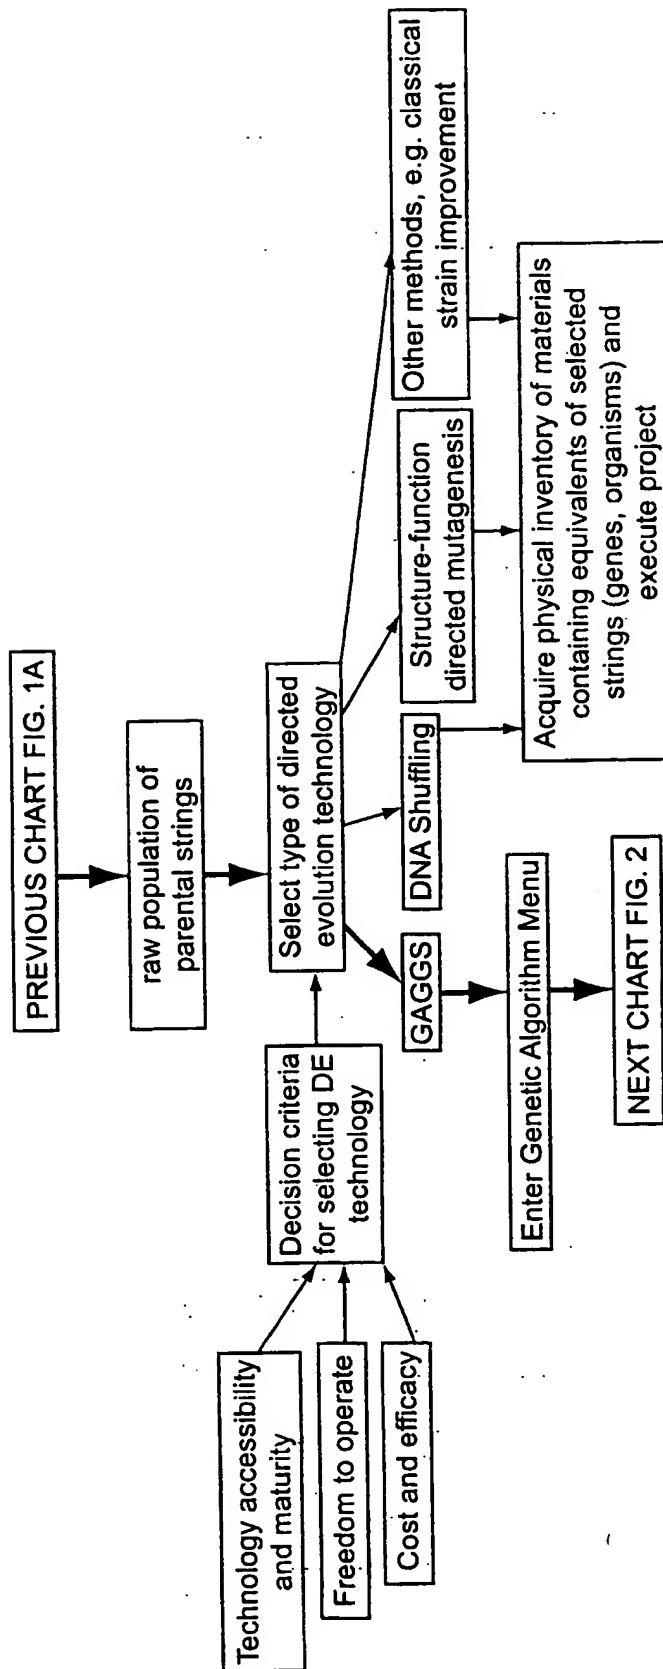 PREVIOUS CHART FIG. 1A
raw population of
parental strings
Technology accessibility
and maturity
Freedom to operate
Cost and efficacy
Decision criteria
for selecting DE
technology
Select type of directed
evolution technology
GAGGS
DNA Shuffling
Structure-function
directed mutagenesis
Other methods, e.g. classical
strain improvement
Enter Genetic Algorithm Menu
NEXT CHART FIG. 2
Acquire physical inventory of materials
containing equivalents of selected
strings (genes, organisms) and
execute project